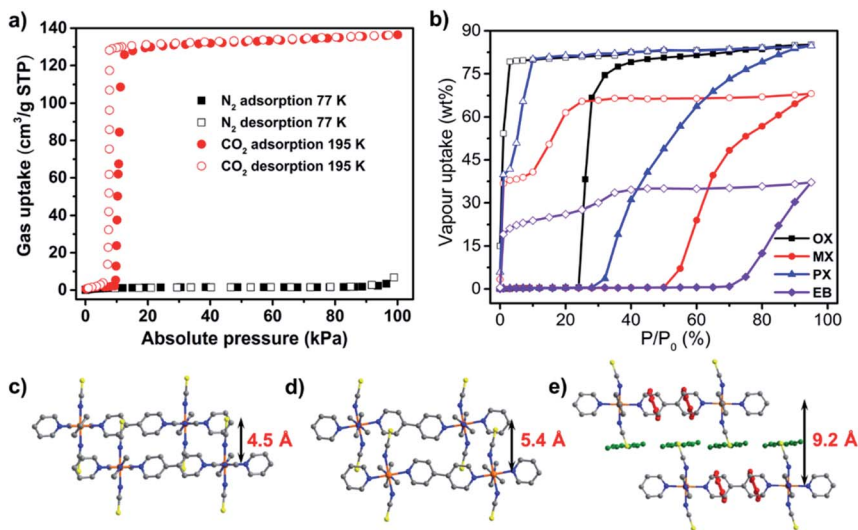 a)
Gas uptake (cm³/g STP)
140
120
100
80
60
40
20
0
N₂ adsorption 77 K
N₂ desorption 77 K
CO₂ adsorption 195 K
CO₂ desorption 195 K
0 20 40 60 80 100
Absolute pressure (kPa)
b)
Vapour uptake (wt%)
90
75
60
45
30
15
0
OX
MX
PX
EB
0 20 40 60 80 100
P/P₀ (%)
c)
4.5 Å
d)
5.4 Å
e)
9.2 Å